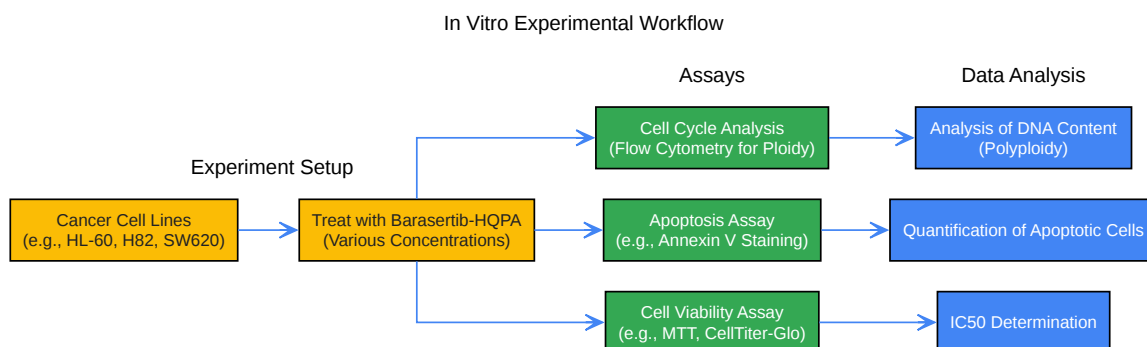 In Vitro Experimental Workflow
Assays
Data Analysis
Experiment Setup
Cell Cycle Analysis
(Flow Cytometry for Ploidy)
Analysis of DNA Content
(Polyploidy)
Cancer Cell Lines
(e.g., HL-60, H82, SW620)
Treat with Barasertib-HQPA
(Various Concentrations)
Apoptosis Assay
(e.g., Annexin V Staining)
Quantification of Apoptotic Cells
Cell Viability Assay
(e.g., MTT, CellTiter-Glo)
IC50 Determination